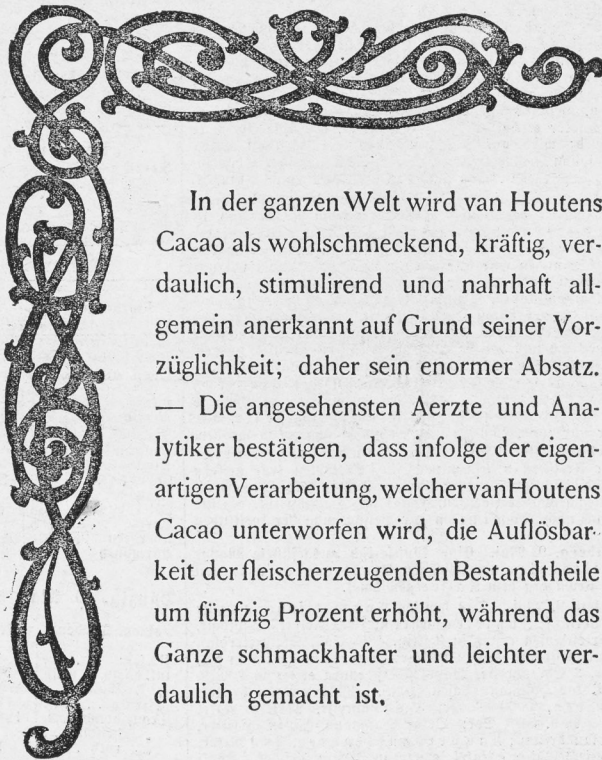 In der ganzen Welt wird van Houtens
Cacao als wohlschmeckend, kräftig, ver-
daulich, stimulirend und nahrhaft all-
gemein anerkannt auf Grund seiner Vor-
züglichkeit; daher sein enormer Absatz.
— Die angesehensten Aerzte und Ana-
lytiker bestätigen, dass infolge der eigen-
artigen Verarbeitung, welcher van Houtens
Cacao unterworfen wird, die Auflösbar-
keit der fleischerzeugenden Bestandtheile
um fünfzig Prozent erhöht, während das
Ganze schmackhafter und leichter ver-
daulich gemacht ist.